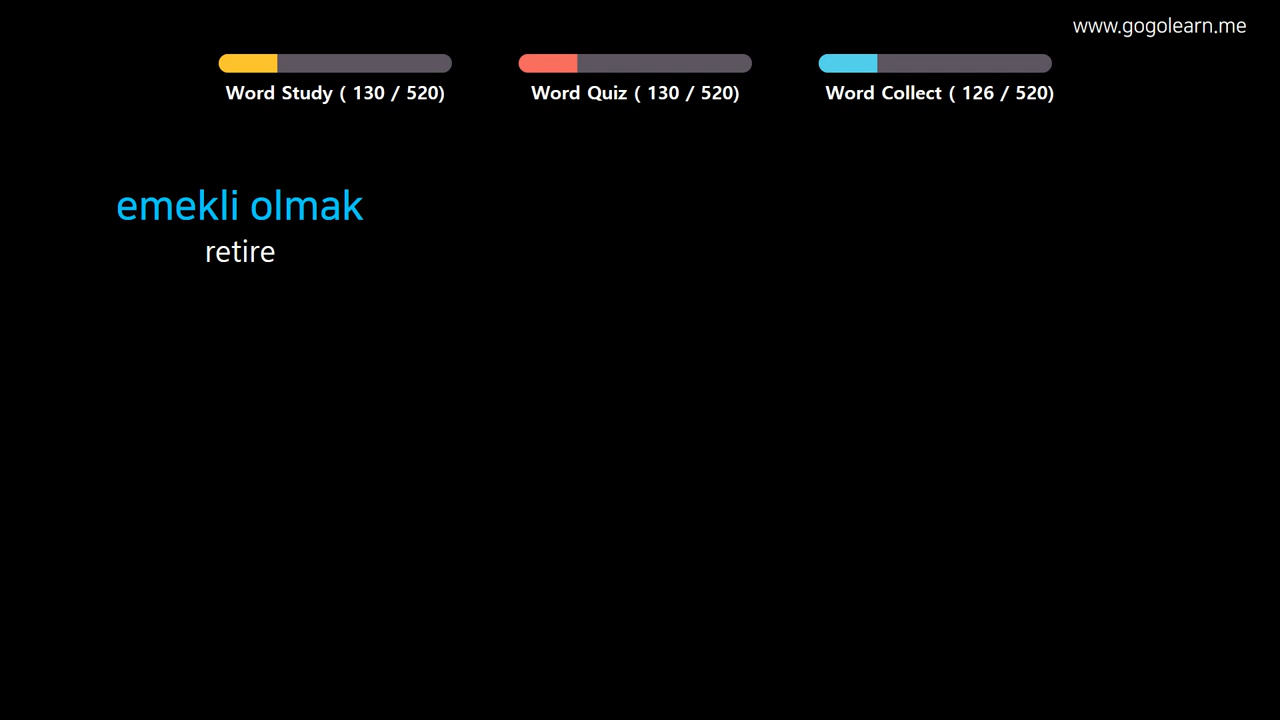 www.gogolearn.me
Word Study ( 130 / 520)
Word Quiz ( 130 / 520)
Word Collect ( 126 / 520)
emekli olmak
retire